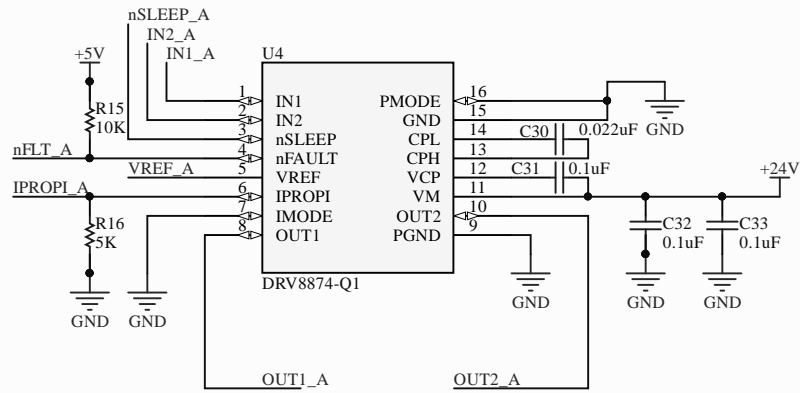 nSLEEP_A
IN2_A
IN1_A
+5V
U4
R15
10K
nFLT_A
VREF_A
IPROPI_A
R16
5K
GND
GND
1 IN1
2 IN2
3 nSLEEP
4 nFAULT
5 VREF
6 IPROPI
7 IMODE
8 OUT1
PMODE 16
GND 15
CPL 14
CPH 13
VCP 12
VM 11
OUT2 10
PGND 9
DRV8874-Q1
C30 0.022uF
GND
C31 0.1uF
+24V
C32
0.1uF
C33
0.1uF
GND
GND
GND
OUT1_A
OUT2_A